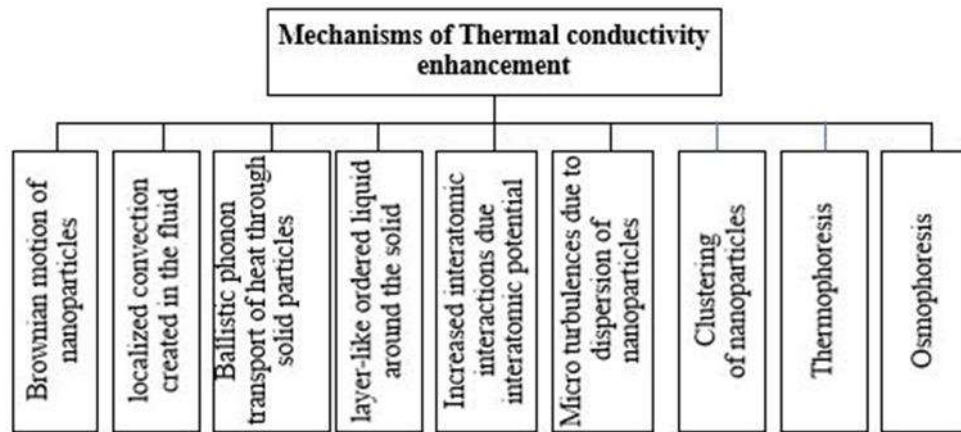 Mechanisms of Thermal conductivity
enhancement
Brownian motion of
nanoparticles
localized convection
created in the fluid
Ballistic phonon
transport of heat through
solid particles
layer-like ordered liquid
around the solid
Increased interatomic
interactions due
interatomic potential
Micro turbulences due to
dispersion of
nanoparticles
Clustering
of nanoparticles
Thermophoresis
Osmophoresis